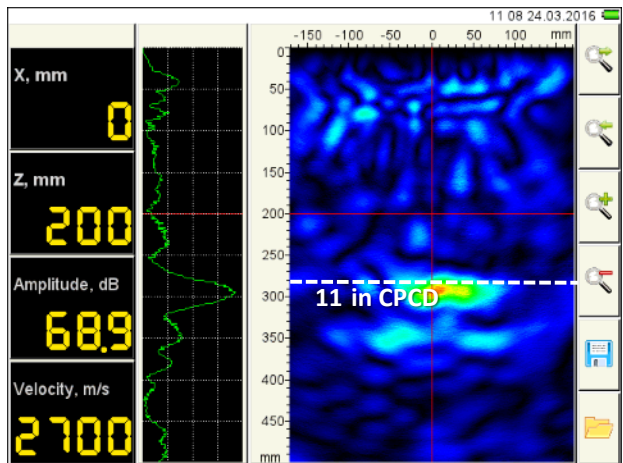 11 08 24.03.2016
-150 -100 -50 0 50 100 mm
X, mm
0
Z, mm
200
Amplitude, dB
68.9
Velocity, m/s
2700
0
50
100
150
200
250
300
350
400
450
mm
11 in CPCD